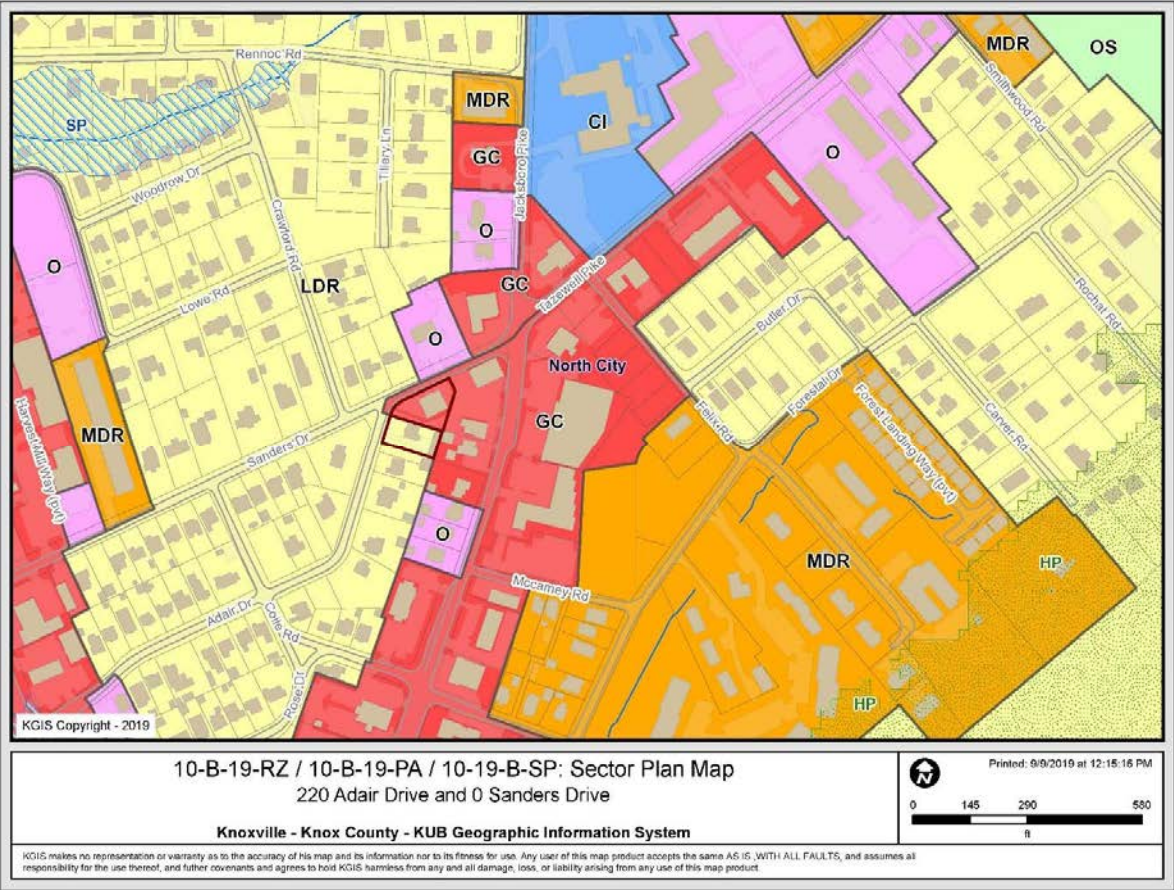 Rennoc Rd
MDR
OS
MDR
Smithwood Rd
SP
CI
GC
Jacksboro Pike
Tillary Ln
O
Woodrow Dr
O
Crawford Rd
O
LDR
GC
Tazewell Pike
Rochat Rd
Lowe Rd
Butler Dr
O
North City
Forestal Dr
Forest Landing Way (pvt)
Carver Rd
GC
Felix Rd
MDR
Harvest Mill Way (pvt)
Sanders Dr
O
MDR
HP
Mccamey Rd
Adair Dr
Colle Rd
Rose Dr
HP
KGIS Copyright - 2019
10-B-19-RZ / 10-B-19-PA / 10-19-B-SP: Sector Plan Map
220 Adair Drive and 0 Sanders Drive
Knoxville - Knox County - KUB Geographic Information System
N
Printed: 9/9/2019 at 12:15:16 PM
0 145 290 580
ft
KGIS makes no representation or warranty as to the accuracy of his map and its information nor to its fitness for use. Any user of this map product accepts the same AS IS ,WITH ALL FAULTS, and assumes all
responsibility for the use thereof, and futher covenants and agrees to hold KGIS harmless from any and all damage, loss, or liability arising from any use of this map product.